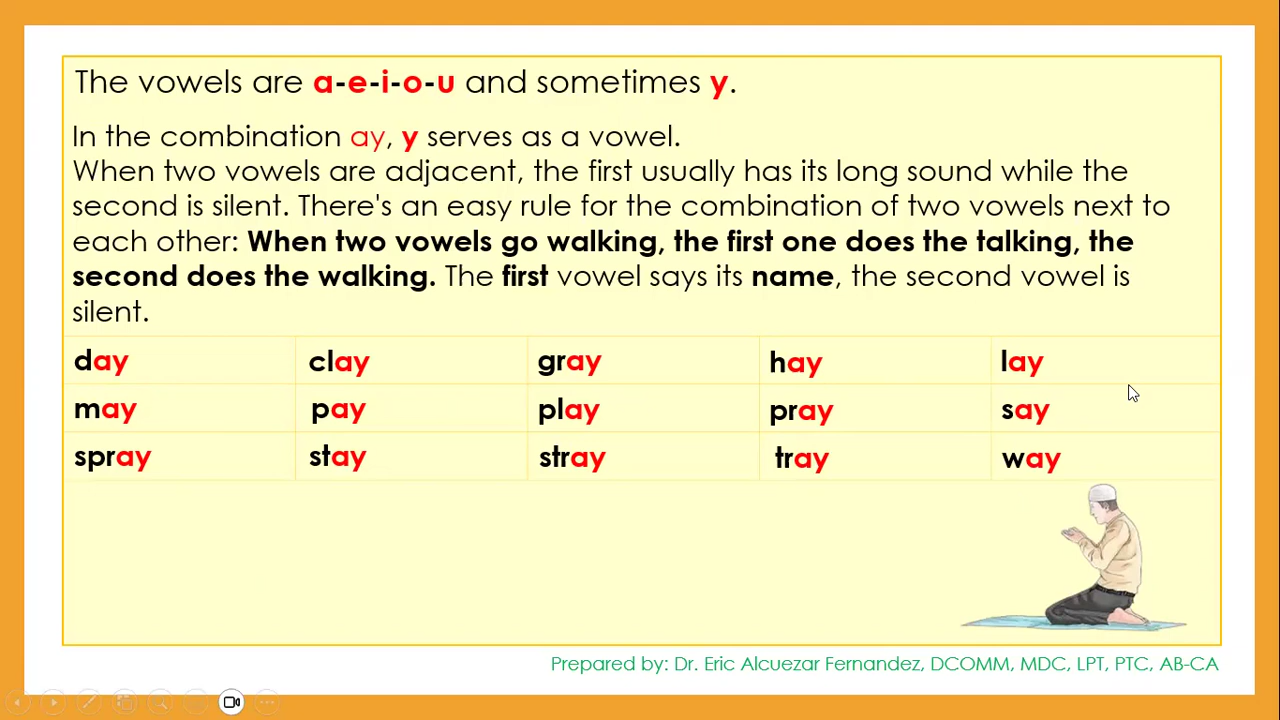 The vowels are a-e-i-o-u and sometimes y.
In the combination ay, y serves as a vowel.
When two vowels are adjacent, the first usually has its long sound while the
second is silent. There's an easy rule for the combination of two vowels next to
each other: When two vowels go walking, the first one does the talking, the
second does the walking. The first vowel says its name, the second vowel is
silent.
day clay gray hay lay
may pay play pray say
spray stay stray tray way
Prepared by: Dr. Eric Alcuezar Fernandez, DCOMM, MDC, LPT, PTC, AB-CA